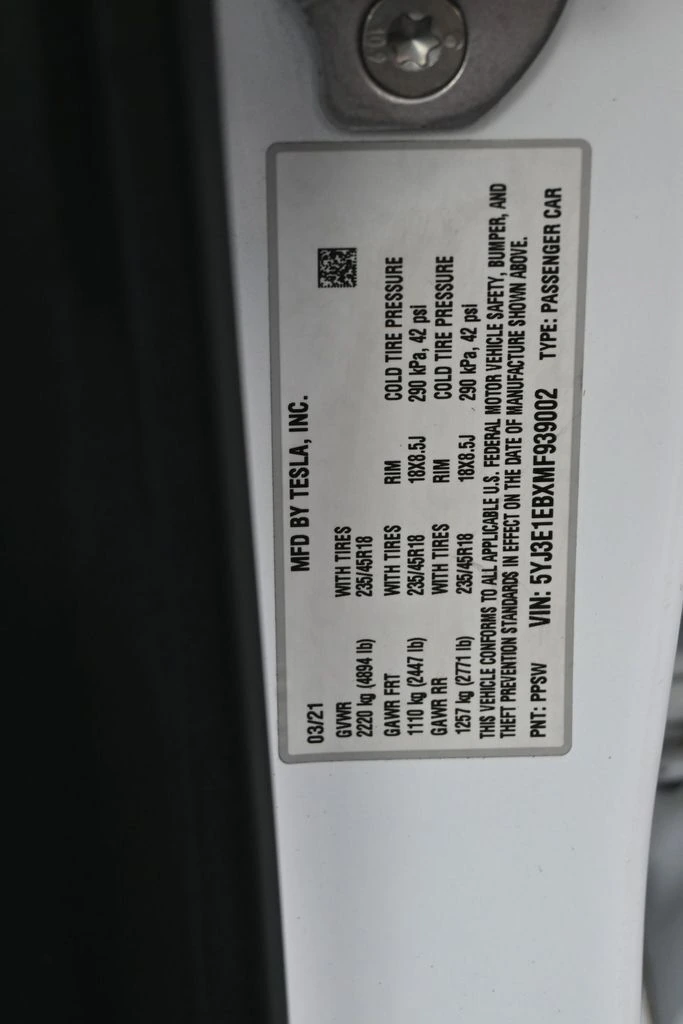 MFD BY TESLA, INC.
03/21
GVWR WITH TIRES
2220 kg (4894 lb) 235/45R18
GAWR FRT WITH TIRES RIM COLD TIRE PRESSURE
1110 kg (2447 lb) 235/45R18 18X8.5J 290 kPa, 42 psi
GAWR RR WITH TIRES RIM COLD TIRE PRESSURE
1257 kg (2771 lb) 235/45R18 18X8.5J 290 kPa, 42 psi
THIS VEHICLE CONFORMS TO ALL APPLICABLE U.S. FEDERAL MOTOR VEHICLE SAFETY, BUMPER, AND
THEFT PREVENTION STANDARDS IN EFFECT ON THE DATE OF MANUFACTURE SHOWN ABOVE.
PNT: PPSW VIN: 5YJ3E1EBXMF939002 TYPE: PASSENGER CAR